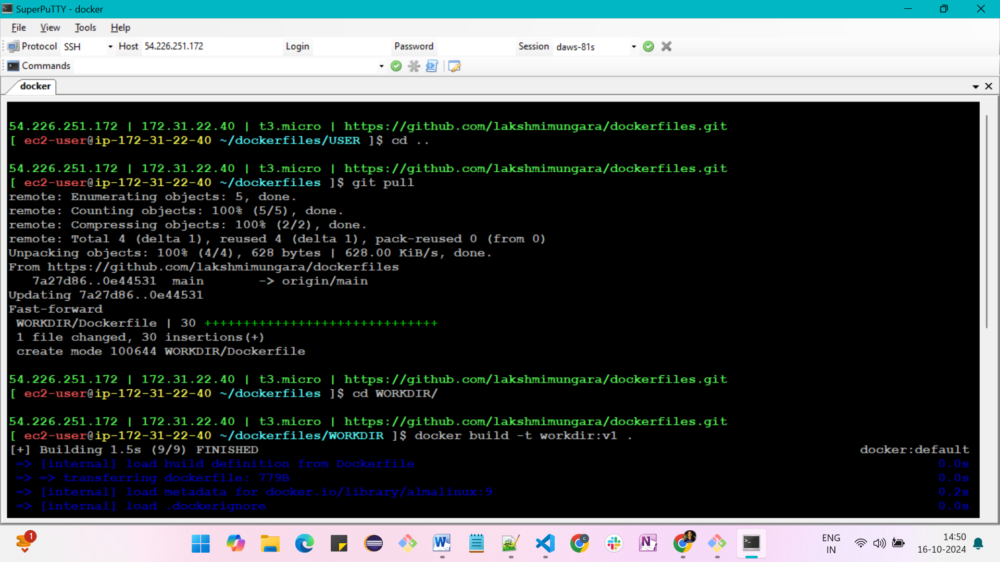 SuperPuTTY - docker
File View Tools Help
Protocol SSH Host 54.226.251.172 Login Password Session daws-81s
Commands
docker
54.226.251.172 | 172.31.22.40 | t3.micro | https://github.com/lakshmimungara/dockerfiles.git
[ ec2-user@ip-172-31-22-40 ~/dockerfiles/USER ]$ cd ..
54.226.251.172 | 172.31.22.40 | t3.micro | https://github.com/lakshmimungara/dockerfiles.git
[ ec2-user@ip-172-31-22-40 ~/dockerfiles ]$ git pull
remote: Enumerating objects: 5, done.
remote: Counting objects: 100% (5/5), done.
remote: Compressing objects: 100% (2/2), done.
remote: Total 4 (delta 1), reused 4 (delta 1), pack-reused 0 (from 0)
Unpacking objects: 100% (4/4), 628 bytes | 628.00 KiB/s, done.
From https://github.com/lakshmimungara/dockerfiles
   7a27d86..0e44531  main       -> origin/main
Updating 7a27d86..0e44531
Fast-forward
 WORKDIR/Dockerfile | 30 ++++++++++++++++++++++++++++++
 1 file changed, 30 insertions(+)
 create mode 100644 WORKDIR/Dockerfile
54.226.251.172 | 172.31.22.40 | t3.micro | https://github.com/lakshmimungara/dockerfiles.git
[ ec2-user@ip-172-31-22-40 ~/dockerfiles ]$ cd WORKDIR/
54.226.251.172 | 172.31.22.40 | t3.micro | https://github.com/lakshmimungara/dockerfiles.git
[ ec2-user@ip-172-31-22-40 ~/dockerfiles/WORKDIR ]$ docker build -t workdir:v1 .
[+] Building 1.5s (9/9) FINISHED docker:default
 => [internal] load build definition from Dockerfile 0.0s
 => => transferring dockerfile: 779B 0.0s
 => [internal] load metadata for docker.io/library/almalinux:9 0.2s
 => [internal] load .dockerignore 0.0s
1
ENG
IN
14:50
16-10-2024